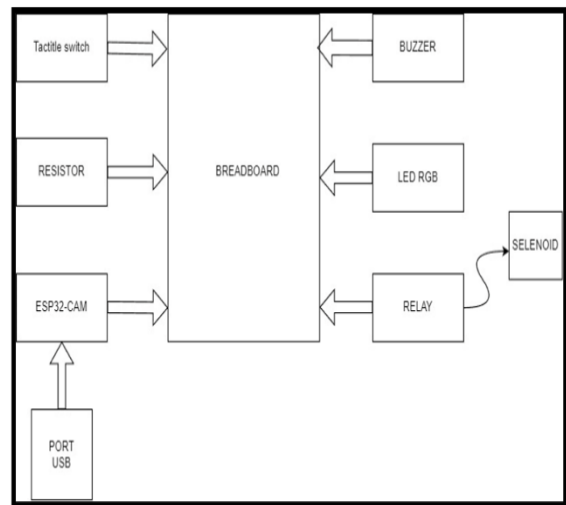 Tactitle switch
BUZZER
RESISTOR
BREADBOARD
LED RGB
SELENOID
ESP32-CAM
RELAY
PORT
USB